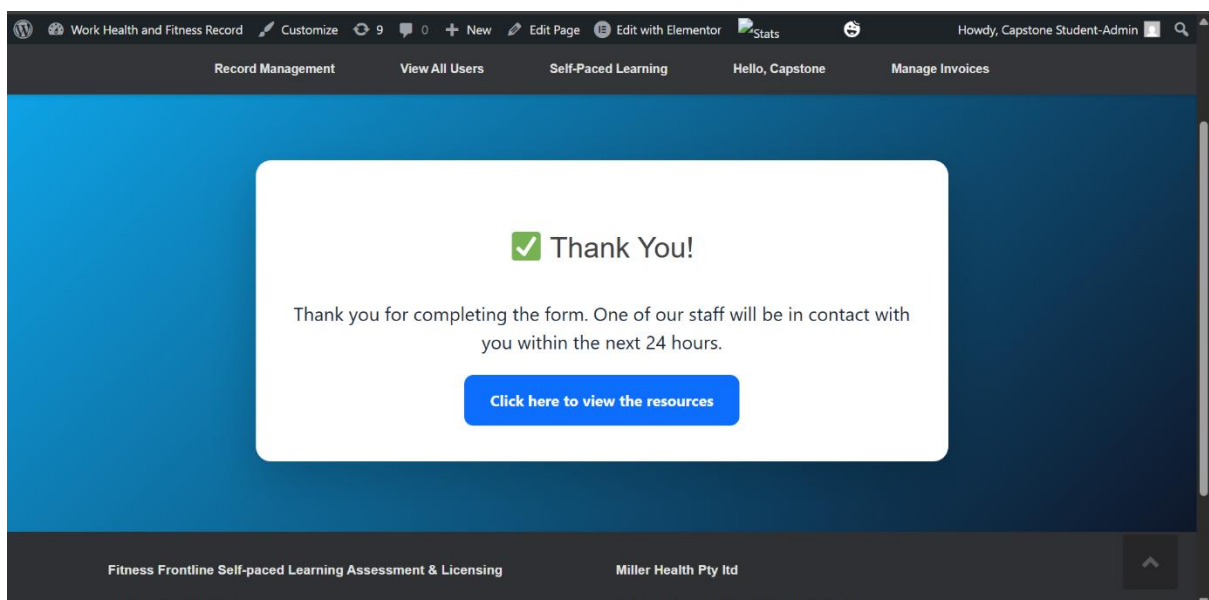 Work Health and Fitness Record Customize 9 0 New Edit Page Edit with Elementor Stats Howdy, Capstone Student-Admin
Record Management View All Users Self-Paced Learning Hello, Capstone Manage Invoices
Thank You!
Thank you for completing the form. One of our staff will be in contact with
you within the next 24 hours.
Click here to view the resources
Fitness Frontline Self-paced Learning Assessment & Licensing Miller Health Pty ltd